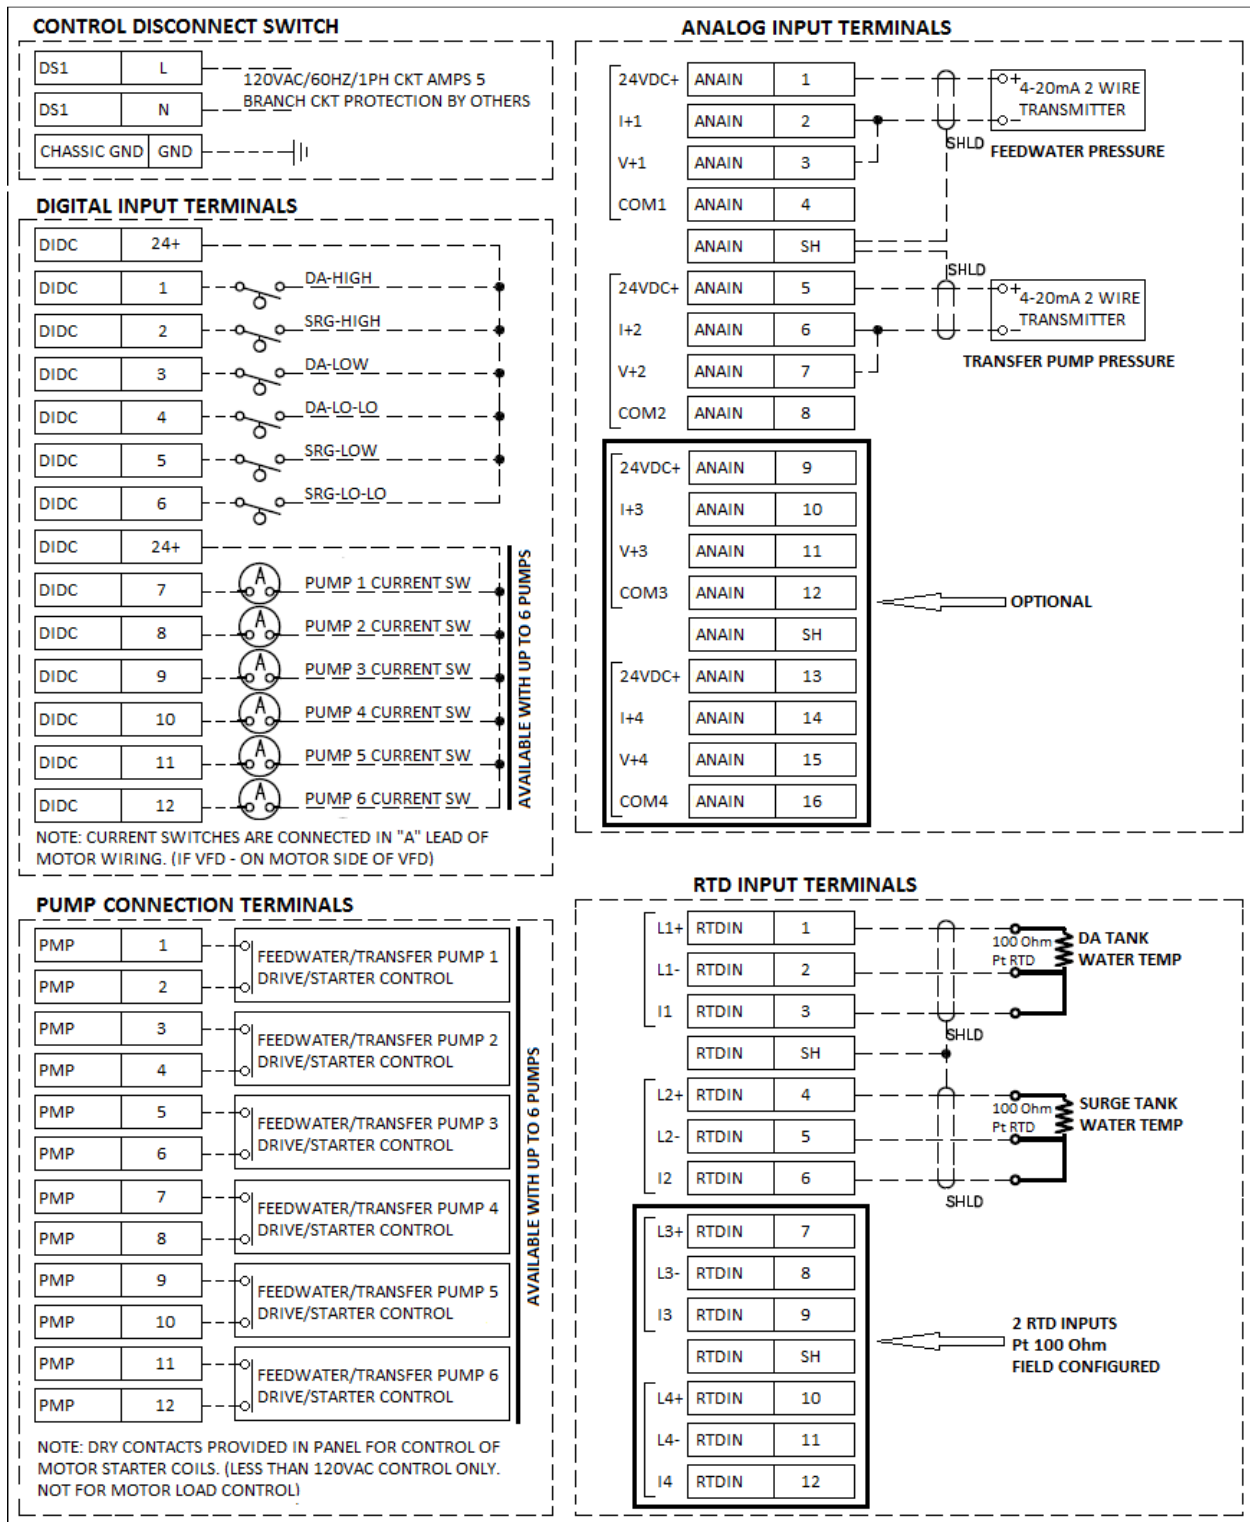 CONTROL DISCONNECT SWITCH
DS1 L
120VAC/60HZ/1PH CKT AMPS 5
BRANCH CKT PROTECTION BY OTHERS
DS1 N
CHASSIC GND GND
DIGITAL INPUT TERMINALS
DIDC 24+
DIDC 1 DA-HIGH
DIDC 2 SRG-HIGH
DIDC 3 DA-LOW
DIDC 4 DA-LO-LO
DIDC 5 SRG-LOW
DIDC 6 SRG-LO-LO
DIDC 24+
DIDC 7 A PUMP 1 CURRENT SW
DIDC 8 A PUMP 2 CURRENT SW
DIDC 9 A PUMP 3 CURRENT SW
DIDC 10 A PUMP 4 CURRENT SW
DIDC 11 A PUMP 5 CURRENT SW
DIDC 12 A PUMP 6 CURRENT SW
AVAILABLE WITH UP TO 6 PUMPS
NOTE: CURRENT SWITCHES ARE CONNECTED IN "A" LEAD OF
MOTOR WIRING. (IF VFD - ON MOTOR SIDE OF VFD)
PUMP CONNECTION TERMINALS
PMP 1
FEEDWATER/TRANSFER PUMP 1
DRIVE/STARTER CONTROL
PMP 2
PMP 3
FEEDWATER/TRANSFER PUMP 2
DRIVE/STARTER CONTROL
PMP 4
PMP 5
FEEDWATER/TRANSFER PUMP 3
DRIVE/STARTER CONTROL
PMP 6
PMP 7
FEEDWATER/TRANSFER PUMP 4
DRIVE/STARTER CONTROL
PMP 8
PMP 9
FEEDWATER/TRANSFER PUMP 5
DRIVE/STARTER CONTROL
PMP 10
PMP 11
FEEDWATER/TRANSFER PUMP 6
DRIVE/STARTER CONTROL
PMP 12
AVAILABLE WITH UP TO 6 PUMPS
NOTE: DRY CONTACTS PROVIDED IN PANEL FOR CONTROL OF
MOTOR STARTER COILS. (LESS THAN 120VAC CONTROL ONLY.
NOT FOR MOTOR LOAD CONTROL)
ANALOG INPUT TERMINALS
24VDC+ ANAIN 1
+ 4-20mA 2 WIRE
- TRANSMITTER
I+1 ANAIN 2
SHLD FEEDWATER PRESSURE
V+1 ANAIN 3
COM1 ANAIN 4
ANAIN SH
SHLD
24VDC+ ANAIN 5
+ 4-20mA 2 WIRE
- TRANSMITTER
I+2 ANAIN 6
TRANSFER PUMP PRESSURE
V+2 ANAIN 7
COM2 ANAIN 8
24VDC+ ANAIN 9
I+3 ANAIN 10
V+3 ANAIN 11
COM3 ANAIN 12
OPTIONAL
ANAIN SH
24VDC+ ANAIN 13
I+4 ANAIN 14
V+4 ANAIN 15
COM4 ANAIN 16
RTD INPUT TERMINALS
L1+ RTDIN 1
100 Ohm
Pt RTD
DA TANK
WATER TEMP
L1- RTDIN 2
I1 RTDIN 3
SHLD
RTDIN SH
L2+ RTDIN 4
100 Ohm
Pt RTD
SURGE TANK
WATER TEMP
L2- RTDIN 5
I2 RTDIN 6
SHLD
L3+ RTDIN 7
L3- RTDIN 8
I3 RTDIN 9
2 RTD INPUTS
Pt 100 Ohm
FIELD CONFIGURED
RTDIN SH
L4+ RTDIN 10
L4- RTDIN 11
I4 RTDIN 12